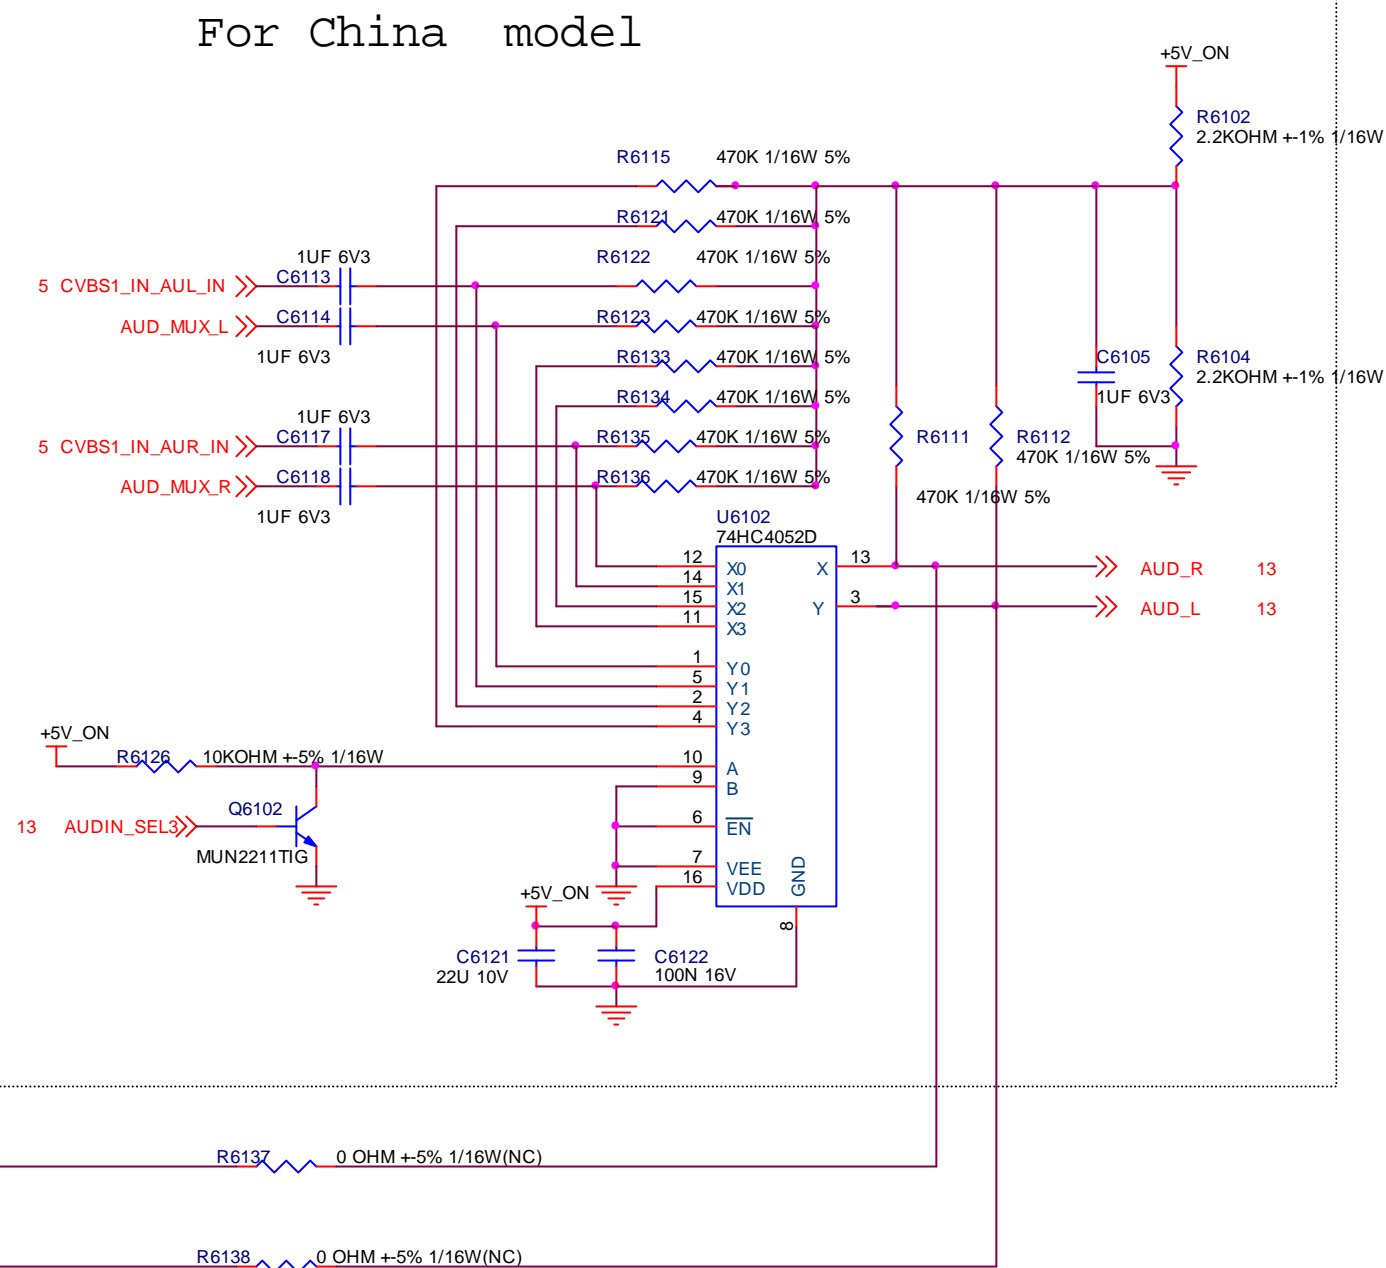 For China model
+5V_ON
R6102
2.2KOHM +-1% 1/16W
R6115 470K 1/16W 5%
R6121 470K 1/16W 5%
1UF 6V3
R6122 470K 1/16W 5%
5 CVBS1_IN_AUL_IN C6113
AUD_MUX_L C6114 R6123 470K 1/16W 5%
1UF 6V3
R6133 470K 1/16W 5%
C6105
1UF 6V3
R6104
2.2KOHM +-1% 1/16W
R6134 470K 1/16W 5%
1UF 6V3
5 CVBS1_IN_AUR_IN C6117 R6135 470K 1/16W 5%
R6111
470K 1/16W 5%
R6112
470K 1/16W 5%
AUD_MUX_R C6118 R6136 470K 1/16W 5%
1UF 6V3
U6102
74HC4052D
12 X0 X 13 AUD_R 13
14 X1
15 X2 Y 3 AUD_L 13
11 X3
1 Y0
5 Y1
2 Y2
4 Y3
+5V_ON
R6126 10KOHM +-5% 1/16W
10 A
9 B
13 AUDIN_SEL3 Q6102
MUN2211TIG
6 EN
7 VEE
16 VDD
GND
8
+5V_ON
C6121
22U 10V
C6122
100N 16V
R6137 0 OHM +-5% 1/16W(NC)
R6138 0 OHM +-5% 1/16W(NC)